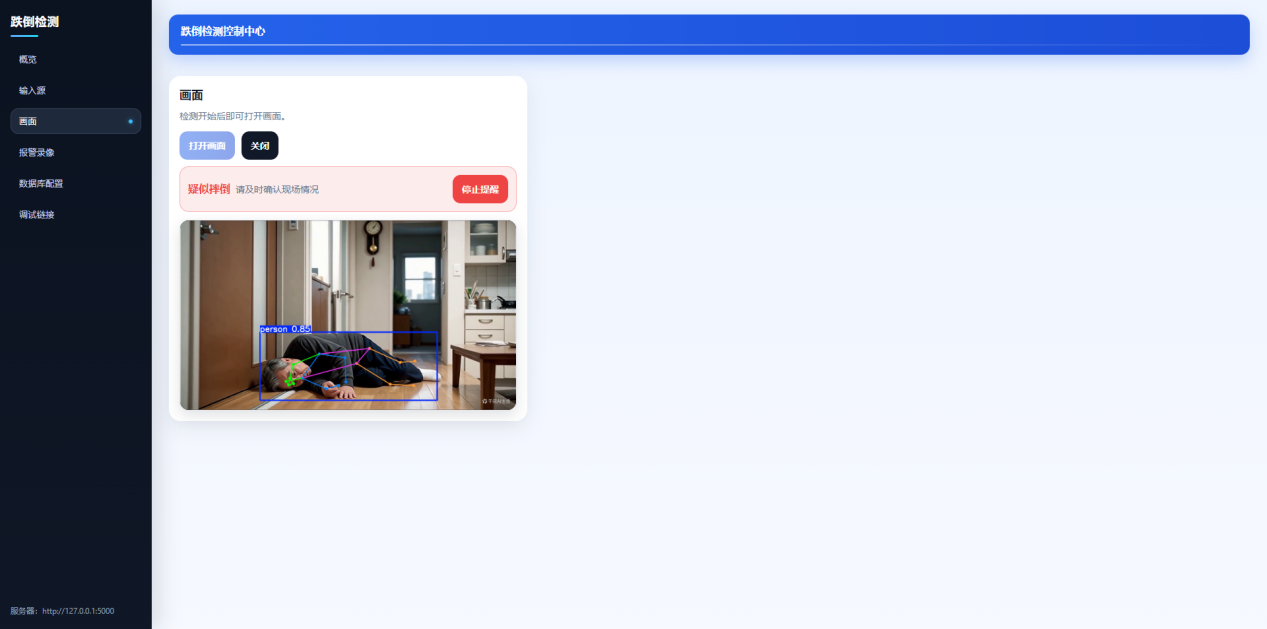 跌倒检测
概览
输入源
画面
报警录像
数据库配置
调试链接
服务器: http://127.0.0.1:5000
跌倒检测控制中心
画面
检测开始后即可打开画面。
打开画面
关闭
疑似摔倒 请及时确认现场情况
停止提醒
person 0.85